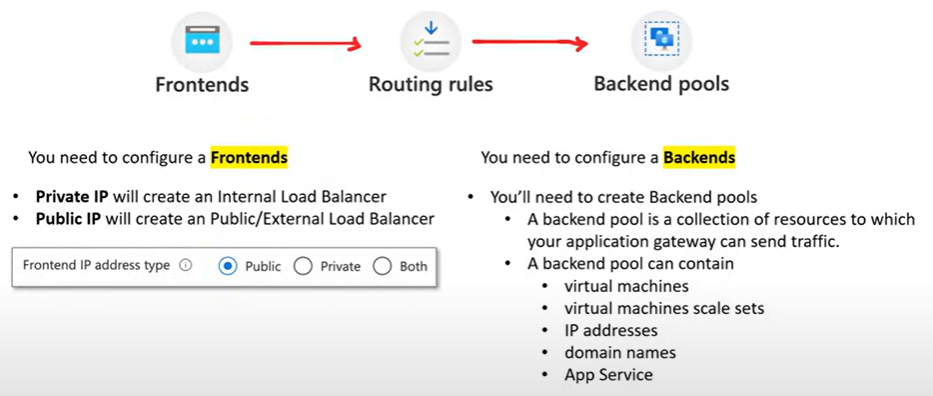 Frontends
Routing rules
Backend pools
You need to configure a Frontends
• Private IP will create an Internal Load Balancer
• Public IP will create an Public/External Load Balancer
Frontend IP address type
Public
Private
Both
You need to configure a Backends
• You'll need to create Backend pools
• A backend pool is a collection of resources to which
your application gateway can send traffic.
• A backend pool can contain
• virtual machines
• virtual machines scale sets
• IP addresses
• domain names
• App Service